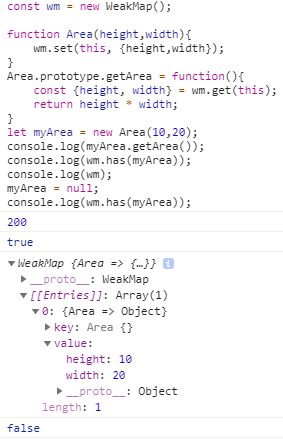 const wm = new WeakMap();
function Area(height,width){
wm.set(this, {height,width});
}
Area.prototype.getArea = function(){
const {height, width} = wm.get(this);
return height * width;
}
let myArea = new Area(10,20);
console.log(myArea.getArea());
console.log(wm.has(myArea));
console.log(wm);
myArea = null;
console.log(wm.has(myArea));
200
true
▼WeakMap {Area => {…}} i
▶__proto__: WeakMap
▼[[Entries]]: Array(1)
▼0: {Area => Object}
▶key: Area {}
▼value:
height: 10
width: 20
▶__proto__: Object
length: 1
false